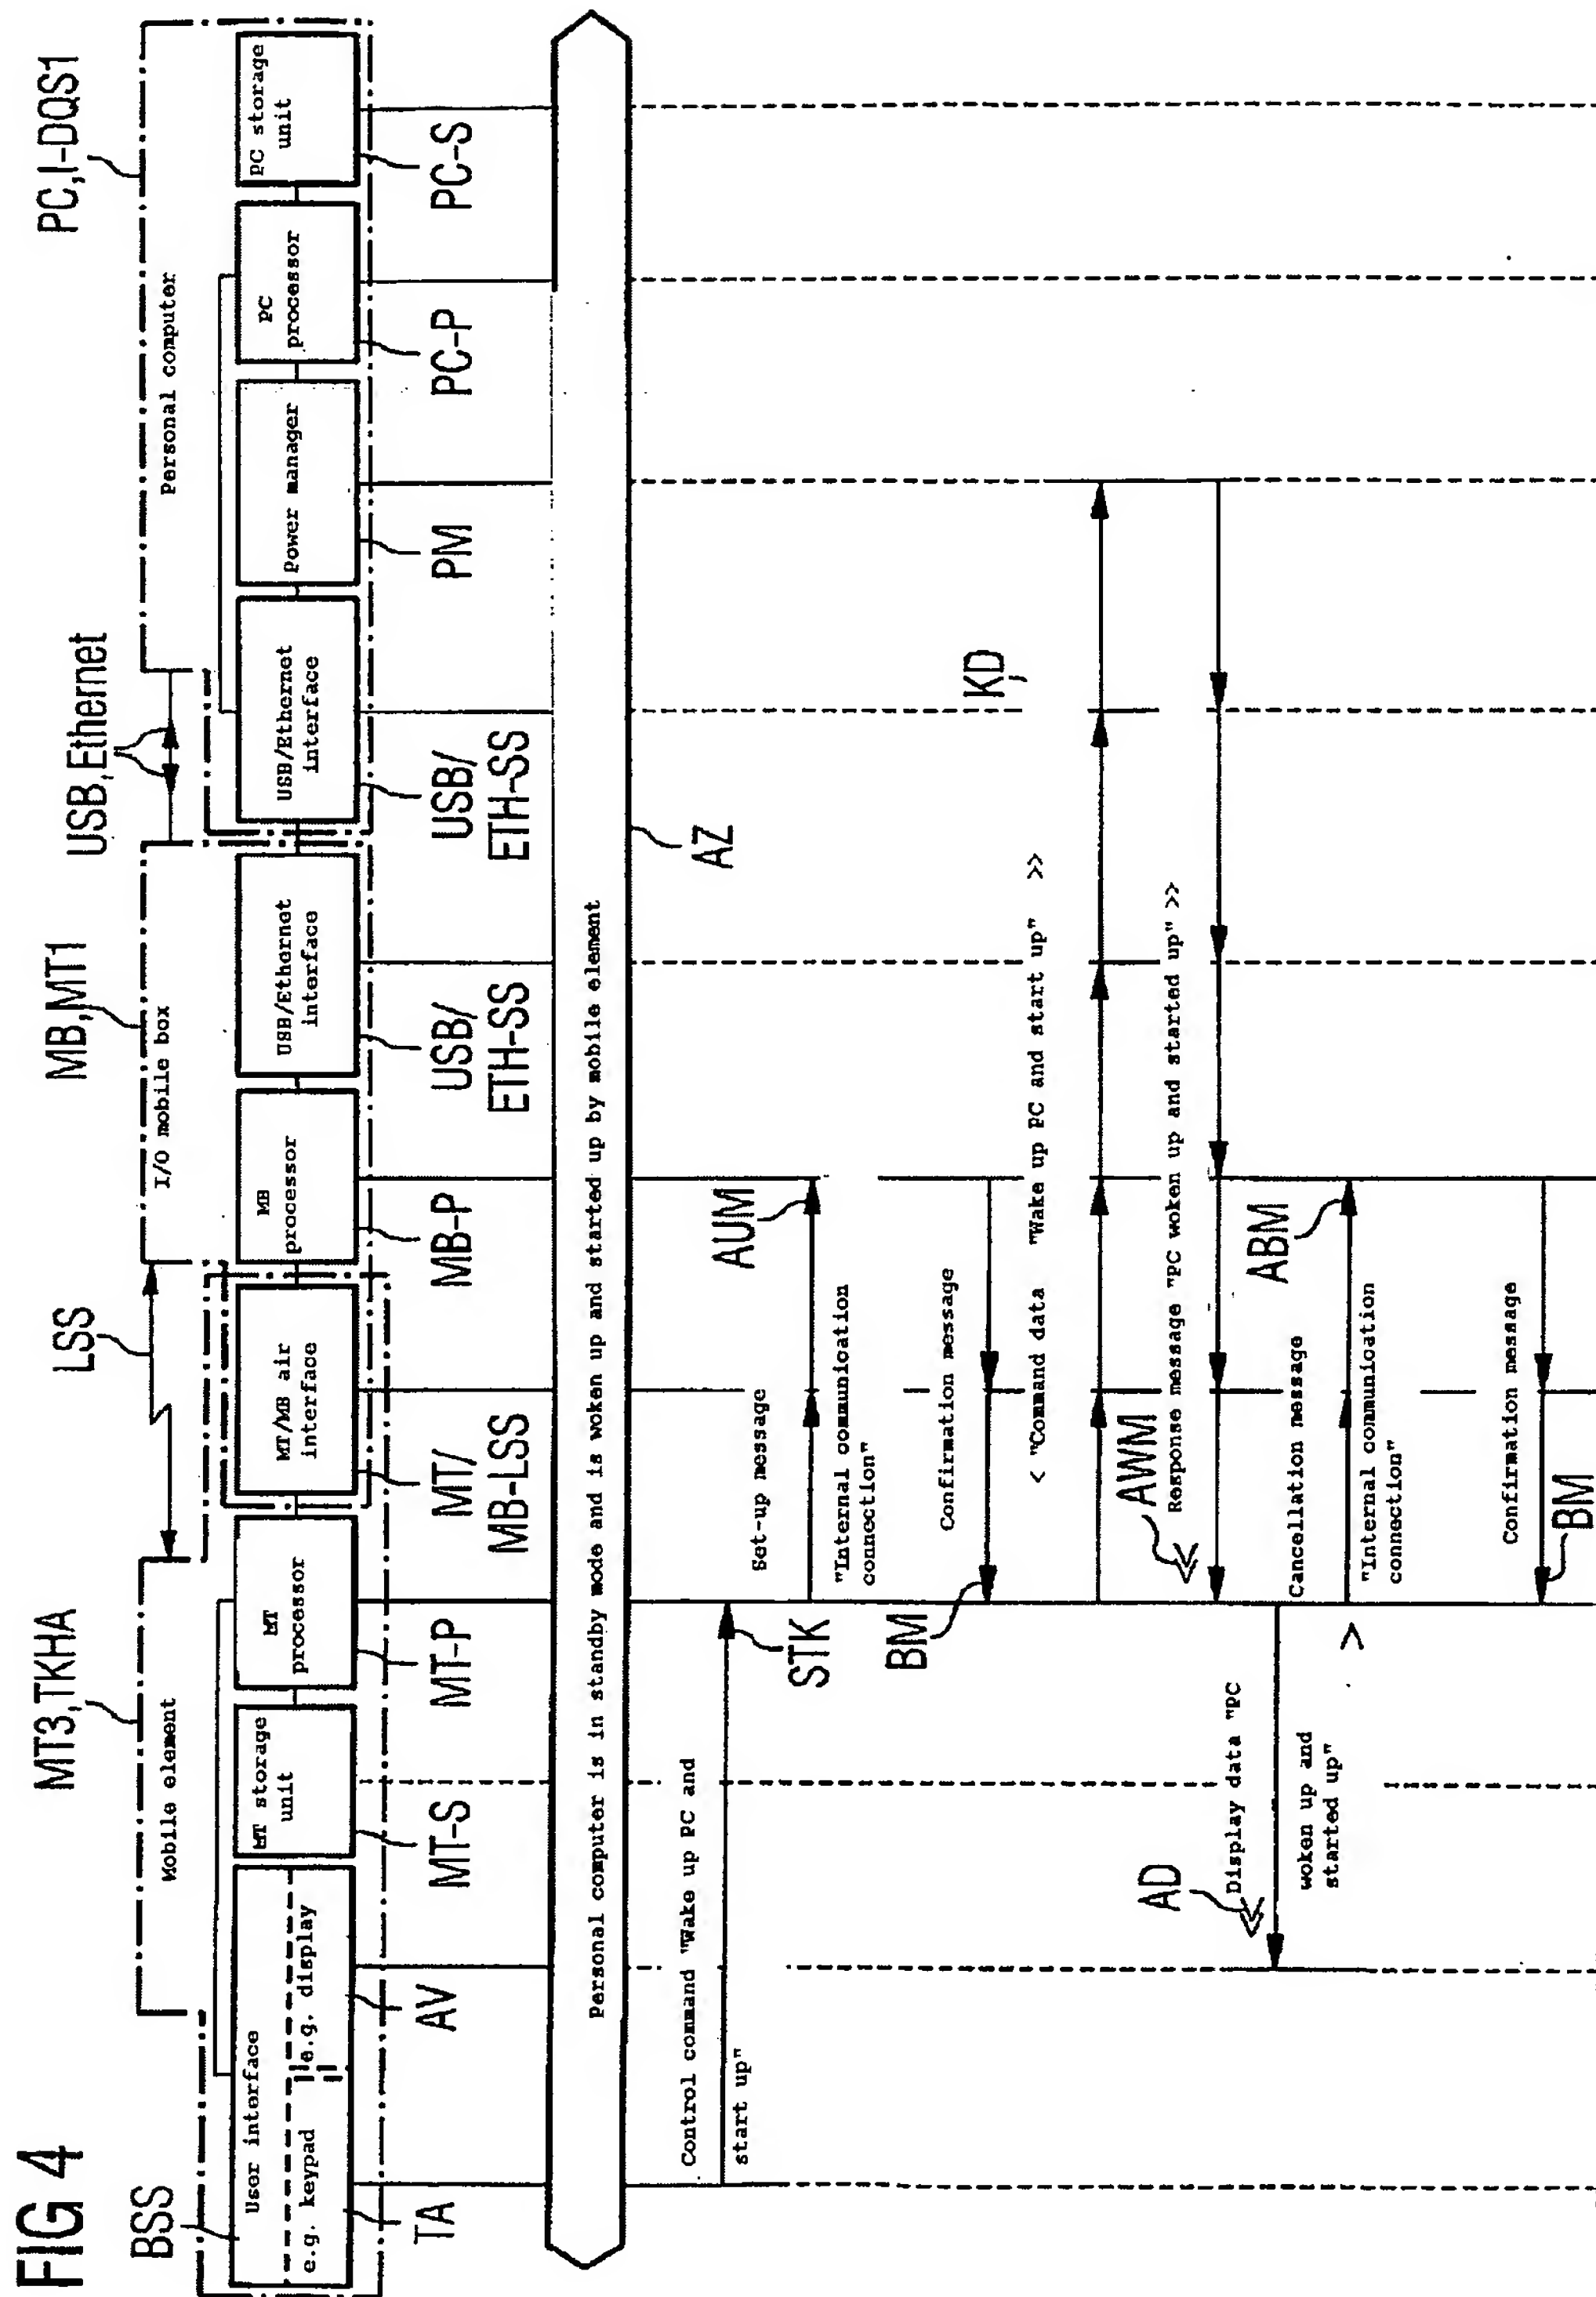 FIG 4
BSS
MT3,TKHA
LSS
MB,MT1
USB,Ethernet
PC,I-DQS1
Mobile element
I/O mobile box
Personal computer
User interface
e.g. keypad
e.g. display
MT storage
unit
MT
processor
MT/MB air
interface
MB
processor
USB/Ethernet
interface
USB/Ethernet
interface
Power manager
PC
processor
PC storage
unit
TA
AV
MT-S
MT-P
MT/
MB-LSS
MB-P
USB/
ETH-SS
USB/
ETH-SS
PM
PC-P
PC-S
Personal computer is in standby mode and is woken up and started up by mobile element
AZ
Control command "Wake up PC and
start up"
STK
Set-up message
AUM
"Internal communication
connection"
BM
Confirmation message
KD
< "Command data "Wake up PC and start up" >>
AWM
Response message "PC woken up and started up" >>
AD
<< Display data "PC
woken up and
started up"
Cancellation message
ABM
>
"Internal communication
connection"
Confirmation message
BM